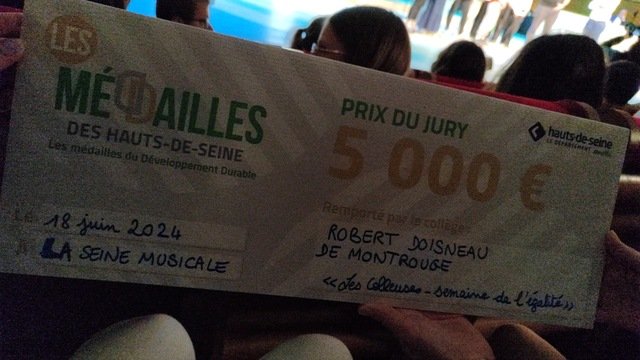 LES
MÉDAILLES
DES HAUTS-DE-SEINE
Les médailles du Développement Durable
PRIX DU JURY
5 000 €
hauts-de-seine
LE DÉPARTEMENT
Remporté par le collège
Le
18 juin 2024
À
LA SEINE MUSICALE
ROBERT DOISNEAU
DE MONTROUGE
«Les Colleuses - semaine de l'égalité»